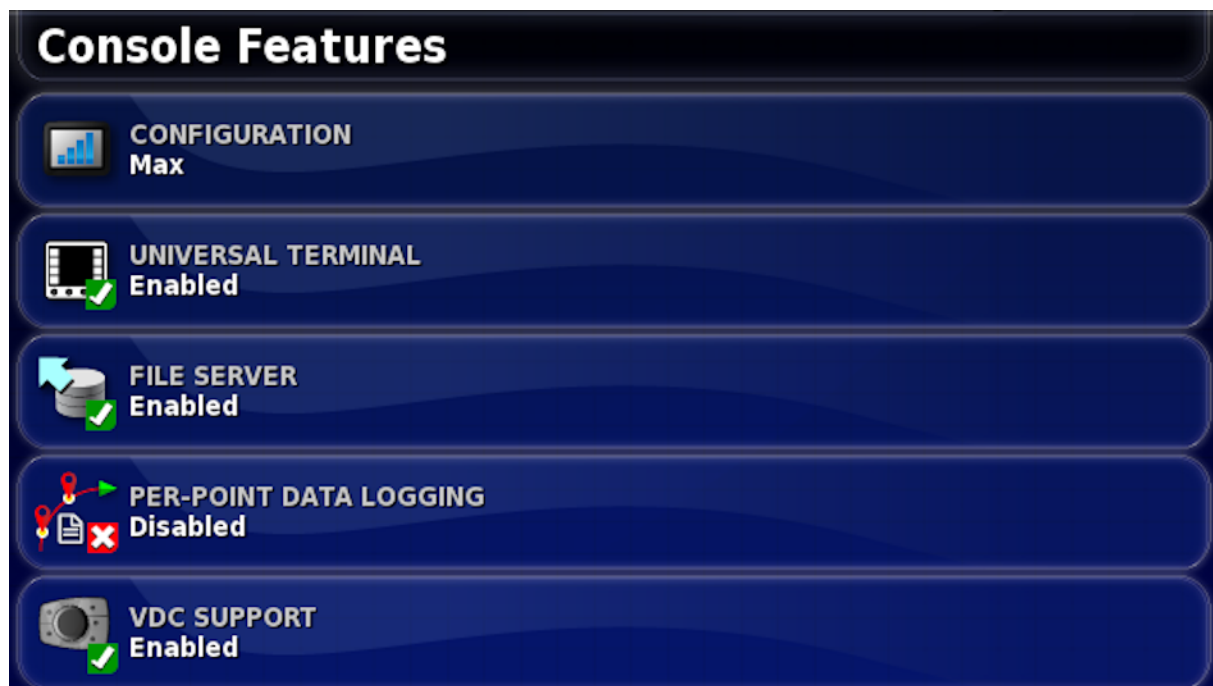 Console Features
CONFIGURATION
Max
UNIVERSAL TERMINAL
Enabled
FILE SERVER
Enabled
PER-POINT DATA LOGGING
Disabled
VDC SUPPORT
Enabled